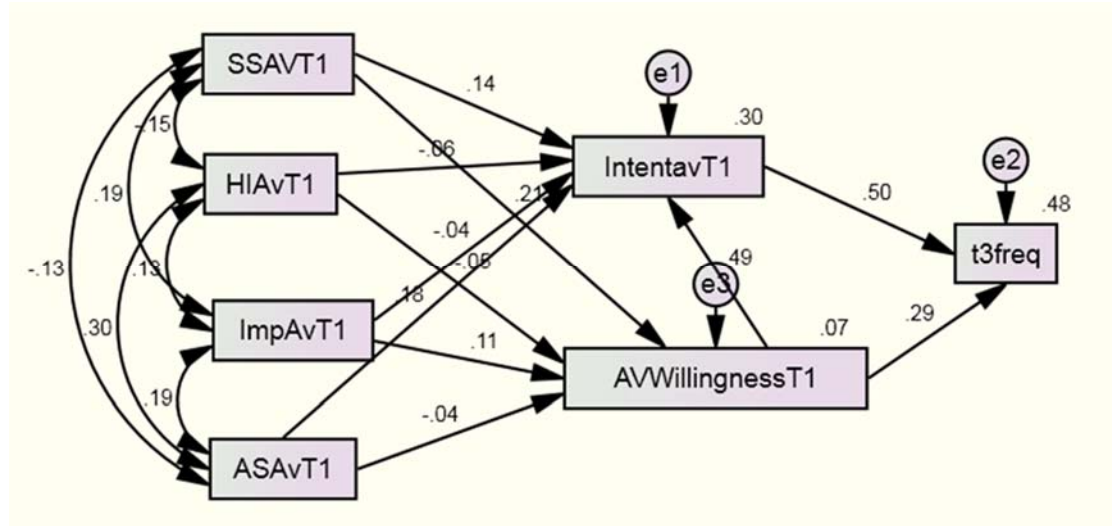 SSAVT1
e1
.14
.30
-.15
-.06
HIAvT1
IntentavT1
e2
.19
.21
.50
.48
-.04
t3freq
-.13
.13
-.05
.49
e3
.18
.30
ImpAvT1
.11
.07
.29
AVWillingnessT1
.19
-.04
ASAvT1